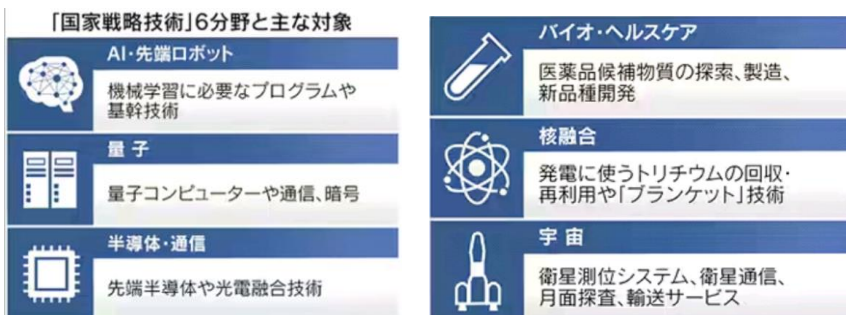 「国家戦略技術」6分野と主な対象
AI・先端ロボット
機械学習に必要なプログラムや
基幹技術
量子
量子コンピューターや通信、暗号
半導体・通信
先端半導体や光電融合技術
バイオ・ヘルスケア
医薬品候補物質の探索、製造、
新品種開発
核融合
発電に使うトリチウムの回収・
再利用や「ブランケット」技術
宇宙
衛星測位システム、衛星通信、
月面探査、輸送サービス